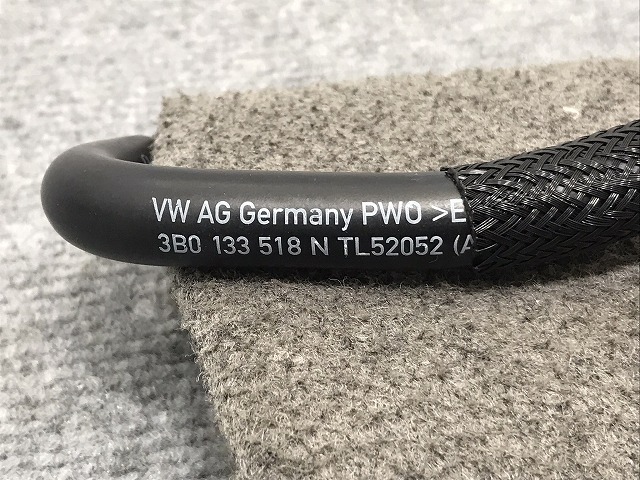 VW AG Germany PWO >E
3B0 133 518 N TL52052 (A